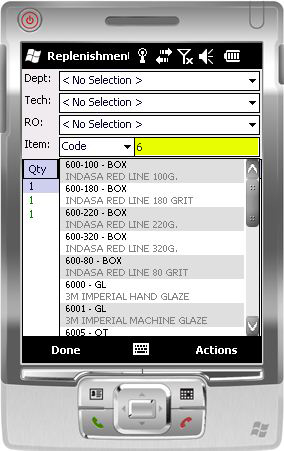 Replenishment
Dept: < No Selection >
Tech: < No Selection >
RO: < No Selection >
Item: Code 6
Qty
1
1
1
600-100 - BOX
INDASA RED LINE 100G.
600-180 - BOX
INDASA RED LINE 180 GRIT
600-220 - BOX
INDASA RED LINE 220G.
600-320 - BOX
INDASA RED LINE 320G.
600-80 - BOX
INDASA RED LINE 80 GRIT
6000 - GL
3M IMPERIAL HAND GLAZE
6001 - GL
3M IMPERIAL MACHINE GLAZE
6005 - QT
Done Actions